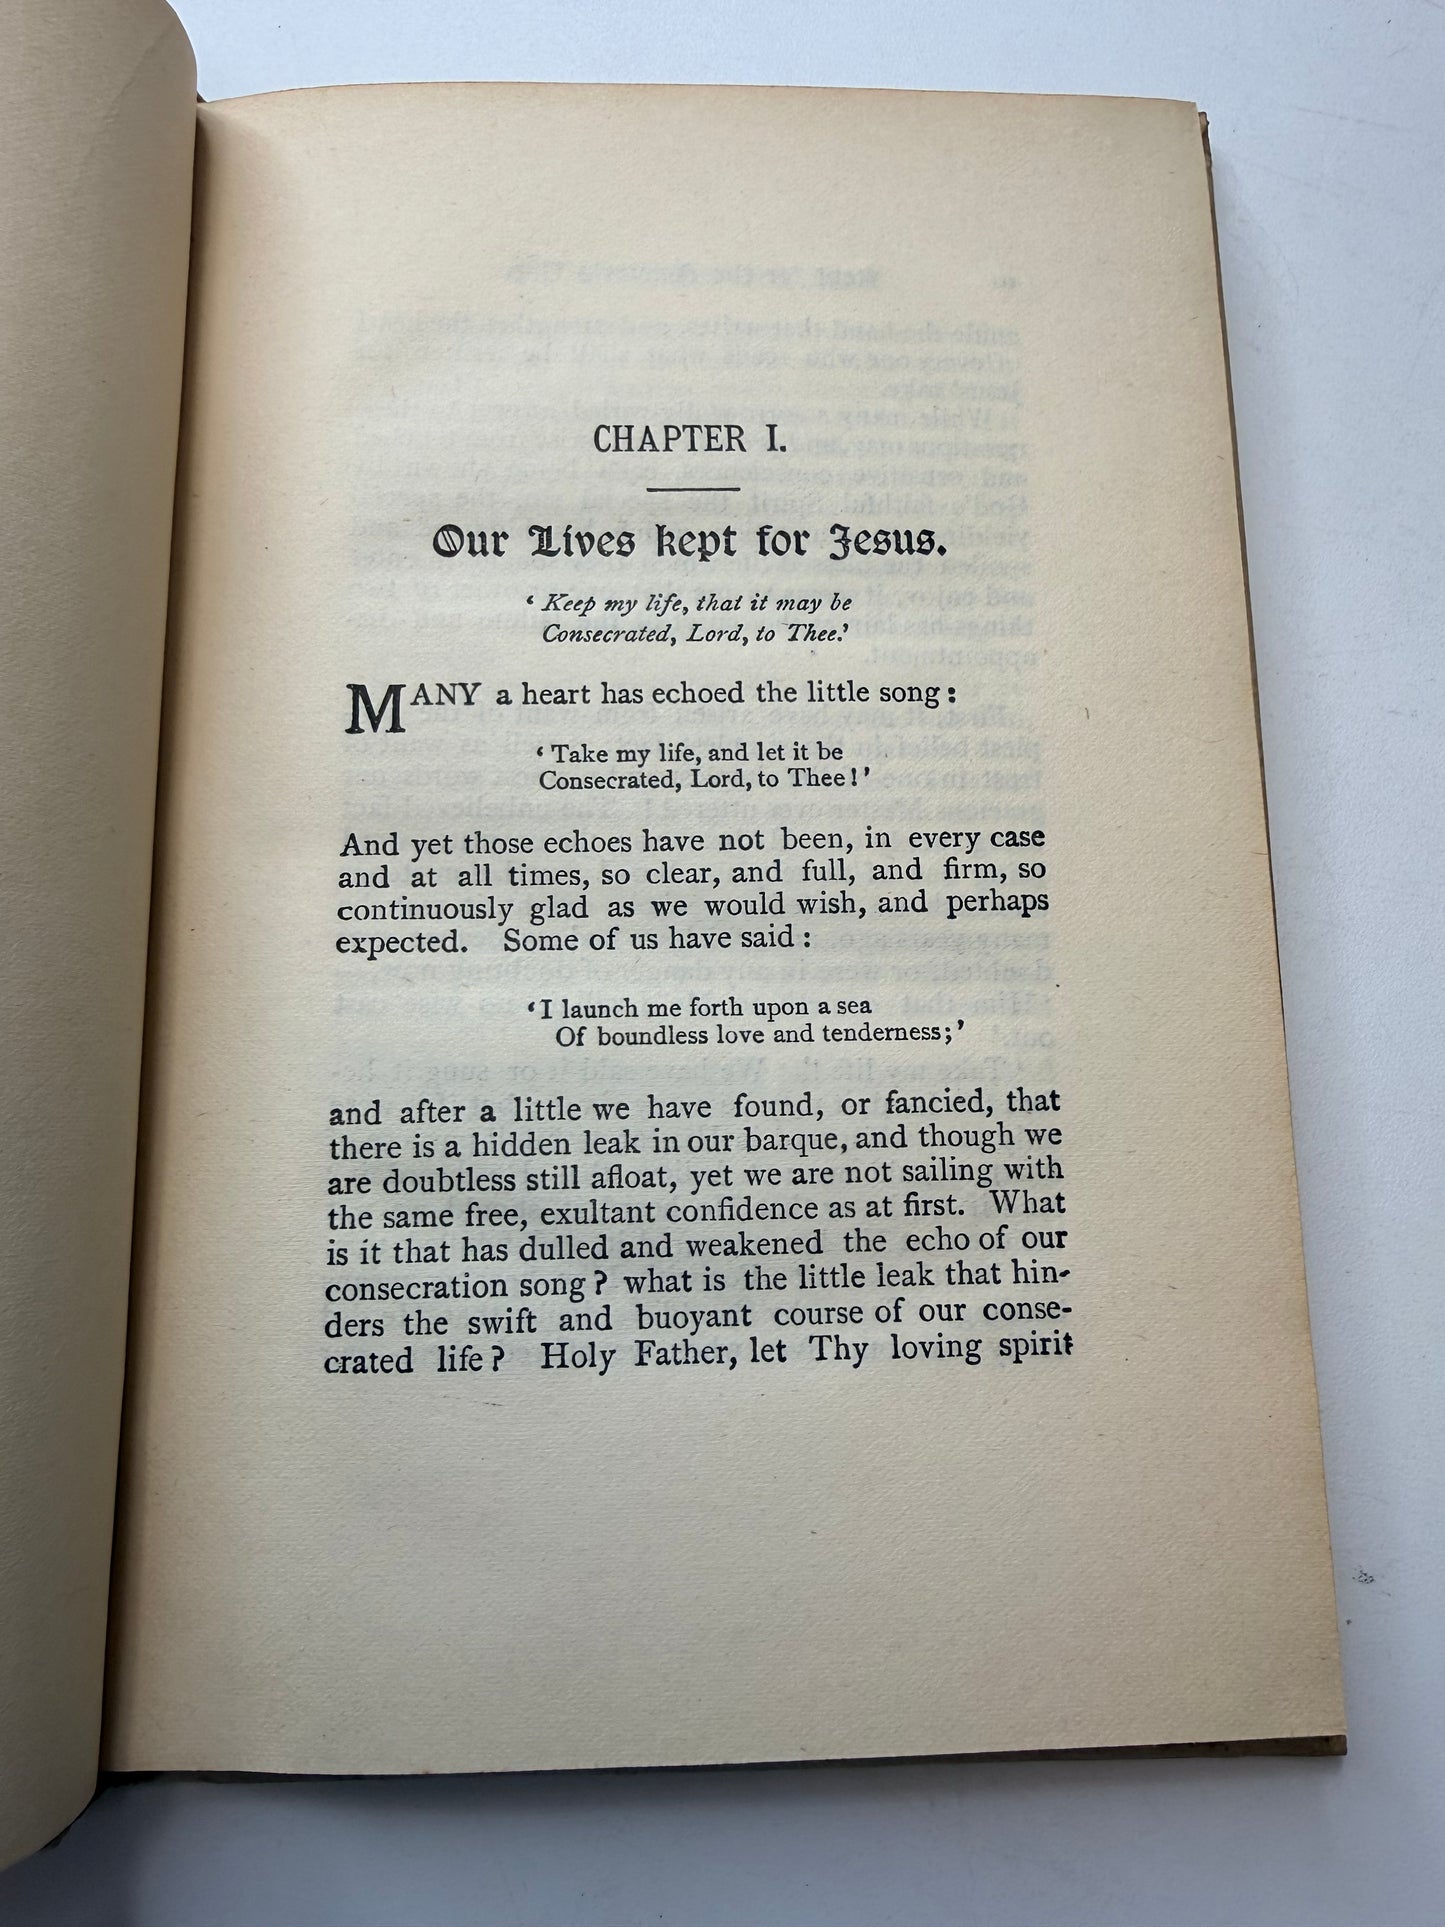 CHAPTER I.
Our Lives kept for Jesus.
‘Keep my life, that it may be
Consecrated, Lord, to Thee.’
MANY a heart has echoed the little song:
‘Take my life, and let it be
Consecrated, Lord, to Thee!’
And yet those echoes have not been, in every case
and at all times, so clear, and full, and firm, so
continuously glad as we would wish, and perhaps
expected. Some of us have said:
‘I launch me forth upon a sea
Of boundless love and tenderness;’
and after a little we have found, or fancied, that
there is a hidden leak in our barque, and though we
are doubtless still afloat, yet we are not sailing with
the same free, exultant confidence as at first. What
is it that has dulled and weakened the echo of our
consecration song? what is the little leak that hin-
ders the swift and buoyant course of our conse-
crated life? Holy Father, let Thy loving spirit